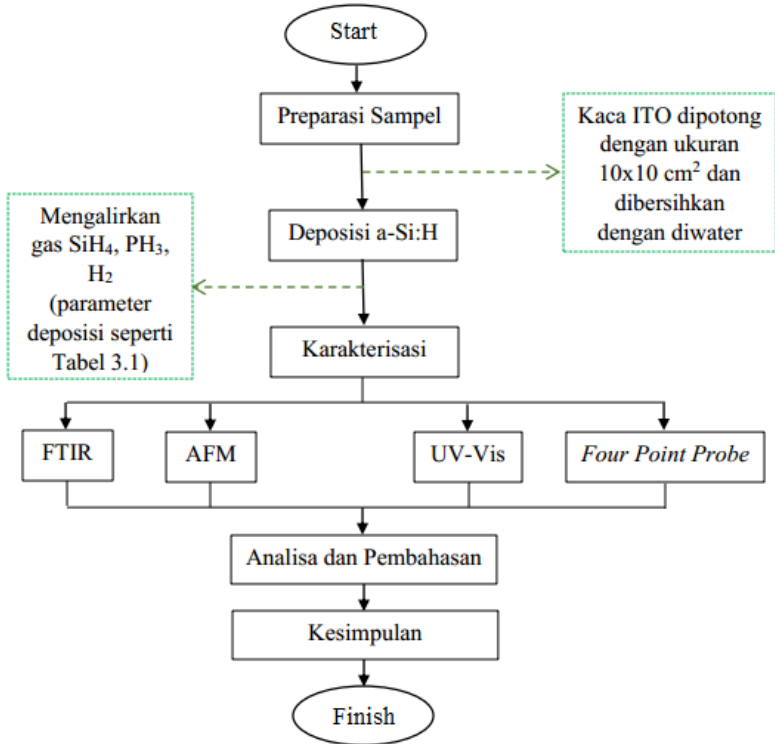 Start
Preparasi Sampel
Kaca ITO dipotong
dengan ukuran
10x10 cm² dan
dibersihkan
dengan diwater
Deposisi a-Si:H
Mengalirkan
gas SiH₄, PH₃,
H₂
(parameter
deposisi seperti
Tabel 3.1)
Karakterisasi
FTIR
AFM
UV-Vis
Four Point Probe
Analisa dan Pembahasan
Kesimpulan
Finish